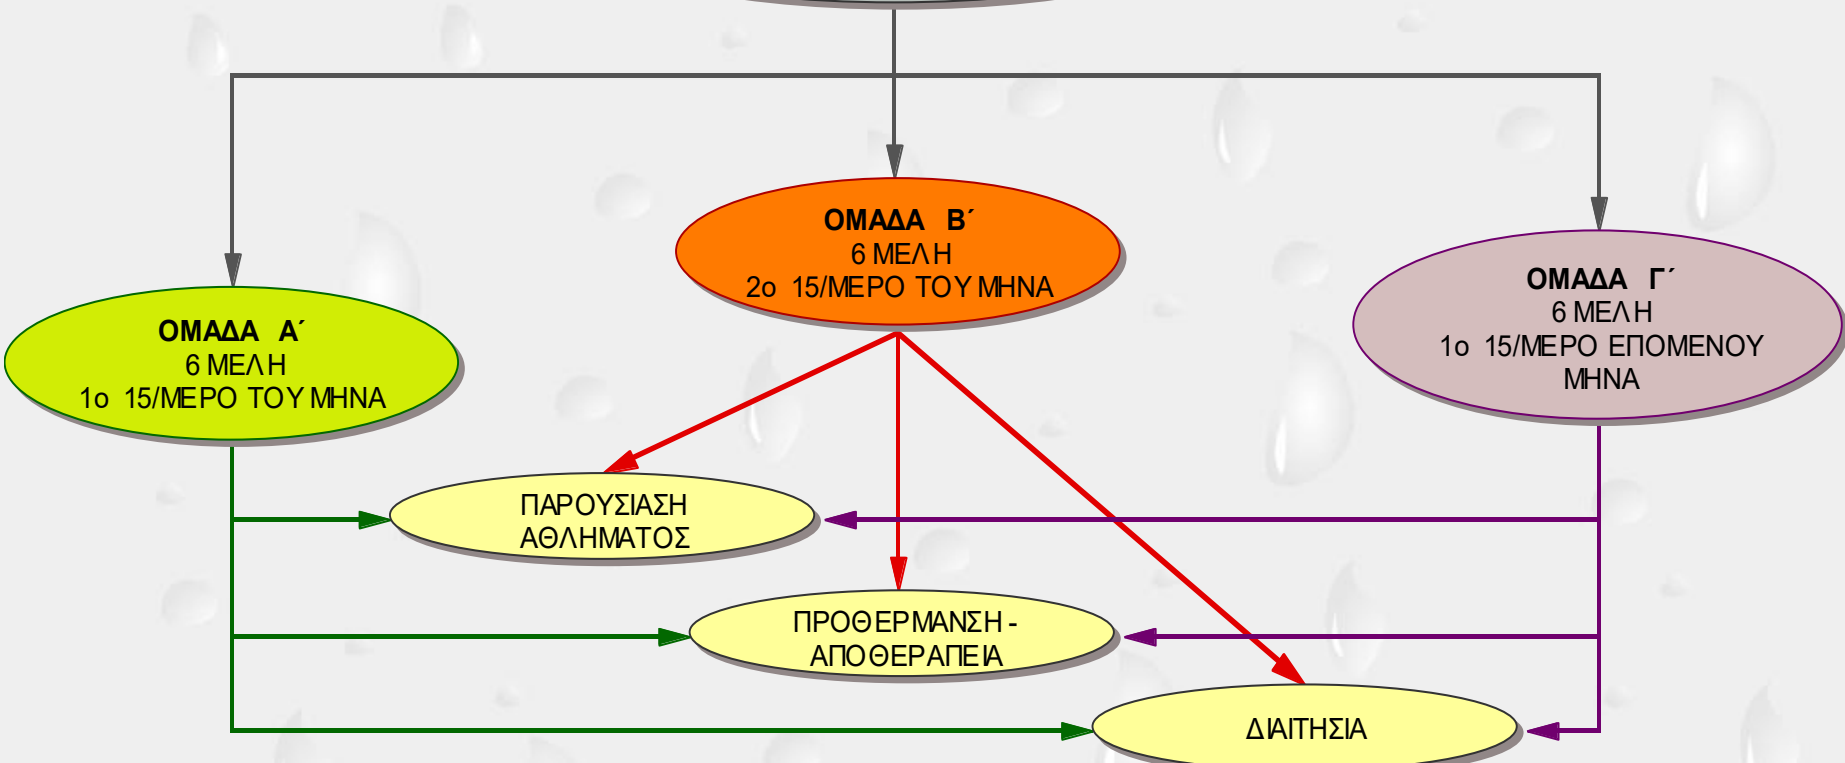 ΟΜΑΔΑ Β΄
6 ΜΕΛΗ
2ο 15/ΜΕΡΟ ΤΟΥ ΜΗΝΑ
ΟΜΑΔΑ Γ΄
6 ΜΕΛΗ
1ο 15/ΜΕΡΟ ΕΠΟΜΕΝΟΥ
ΜΗΝΑ
ΟΜΑΔΑ Α΄
6 ΜΕΛΗ
1ο 15/ΜΕΡΟ ΤΟΥ ΜΗΝΑ
ΠΑΡΟΥΣΙΑΣΗ
ΑΘΛΗΜΑΤΟΣ
ΠΡΟΘΕΡΜΑΝΣΗ -
ΑΠΟΘΕΡΑΠΕΙΑ
ΔΙΑΙΤΗΣΙΑ